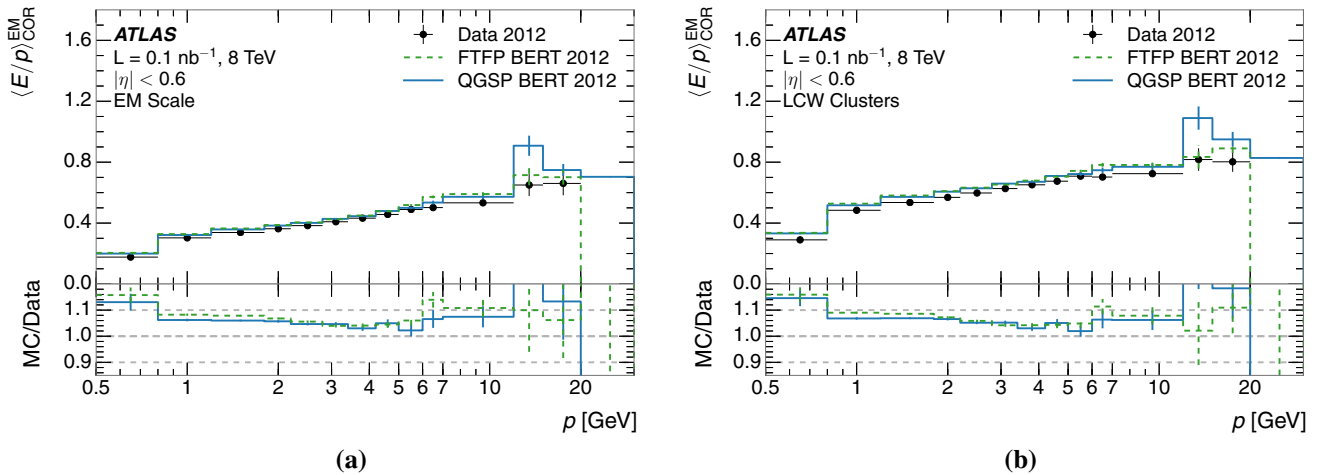 ⟨E/p⟩EM COR
ATLAS
L = 0.1 nb−1, 8 TeV
|η| < 0.6
EM Scale
Data 2012
FTFP BERT 2012
QGSP BERT 2012
1.6
1.2
0.8
0.4
0.0
MC/Data
1.1
1.0
0.9
0.5 1 2 3 4 5 6 7 10 20
p [GeV]
(a)
⟨E/p⟩EM COR
ATLAS
L = 0.1 nb−1, 8 TeV
|η| < 0.6
LCW Clusters
Data 2012
FTFP BERT 2012
QGSP BERT 2012
1.6
1.2
0.8
0.4
0.0
MC/Data
1.1
1.0
0.9
0.5 1 2 3 4 5 6 7 10 20
p [GeV]
(b)